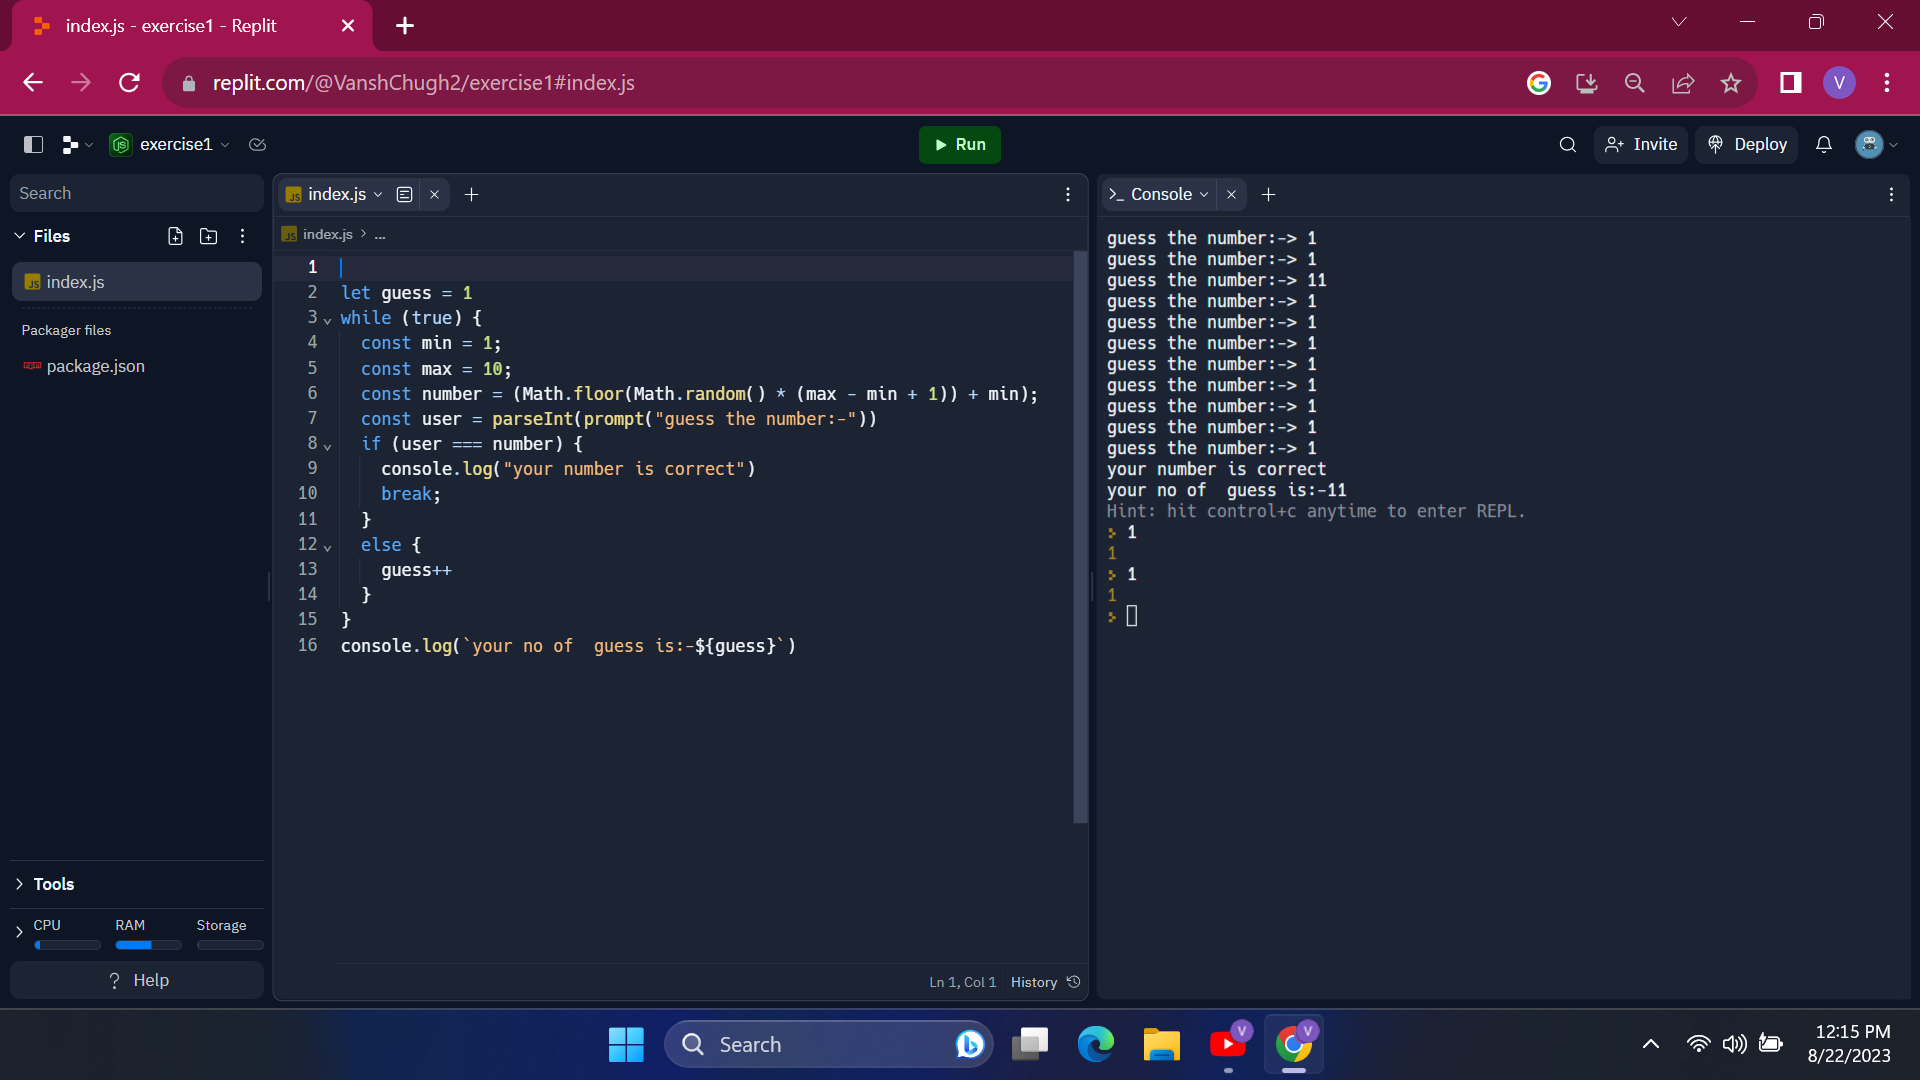 index.js - exercise1 - Replit
replit.com/@VanshChugh2/exercise1#index.js
V
exercise1
Run
Invite
Deploy
Search
Files
index.js
Packager files
package.json
Tools
CPU RAM Storage
? Help
index.js
index.js > ...
1
2 let guess = 1
3 while (true) {
4 const min = 1;
5 const max = 10;
6 const number = (Math.floor(Math.random() * (max - min + 1)) + min);
7 const user = parseInt(prompt("guess the number:-"))
8 if (user === number) {
9 console.log("your number is correct")
10 break;
11 }
12 else {
13 guess++
14 }
15 }
16 console.log(`your no of  guess is:-${guess}`)
Ln 1, Col 1 History
>_ Console
guess the number:-> 1
guess the number:-> 1
guess the number:-> 11
guess the number:-> 1
guess the number:-> 1
guess the number:-> 1
guess the number:-> 1
guess the number:-> 1
guess the number:-> 1
guess the number:-> 1
guess the number:-> 1
your number is correct
your no of  guess is:-11
Hint: hit control+c anytime to enter REPL.
> 1
1
> 1
1
>
Search
V
V
12:15 PM
8/22/2023